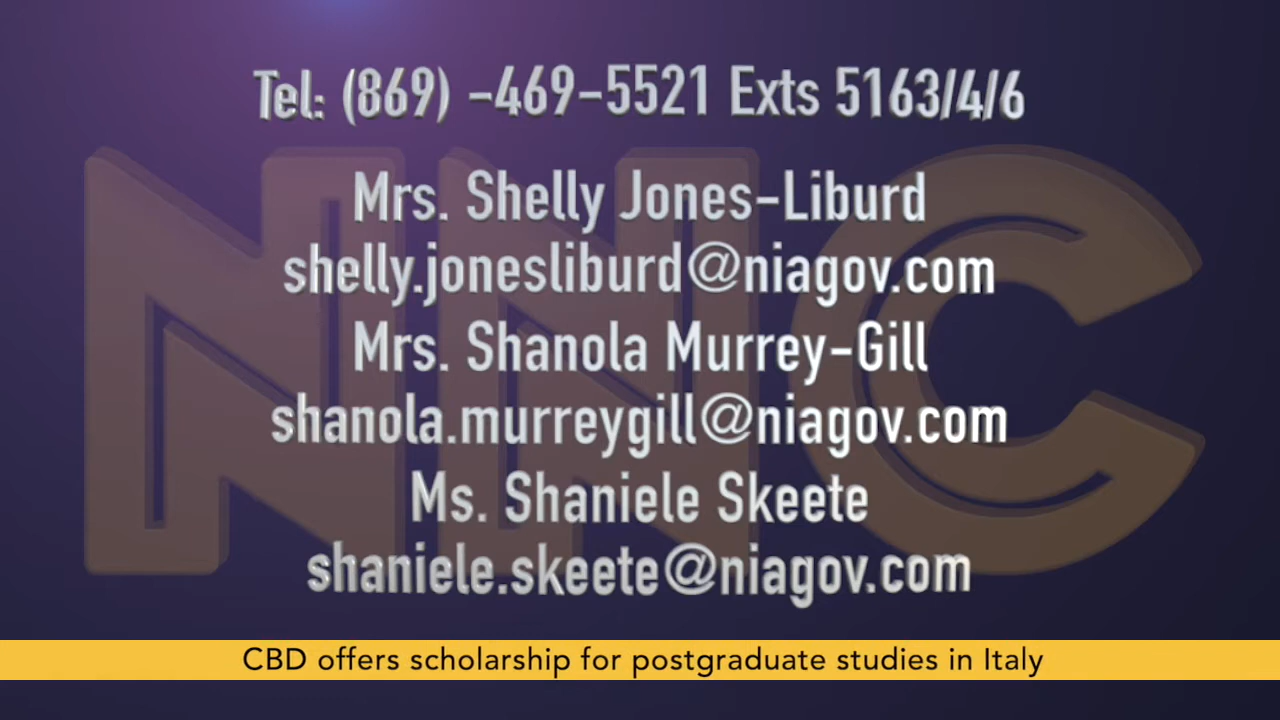 Tel: (869) -469-5521 Exts 5163/4/6
Mrs. Shelly Jones-Liburd
shelly.jonesliburd@niagov.com
Mrs. Shanola Murrey-Gill
shanola.murreygill@niagov.com
Ms. Shaniele Skeete
shaniele.skeete@niagov.com
NNC
CBD offers scholarship for postgraduate studies in Italy